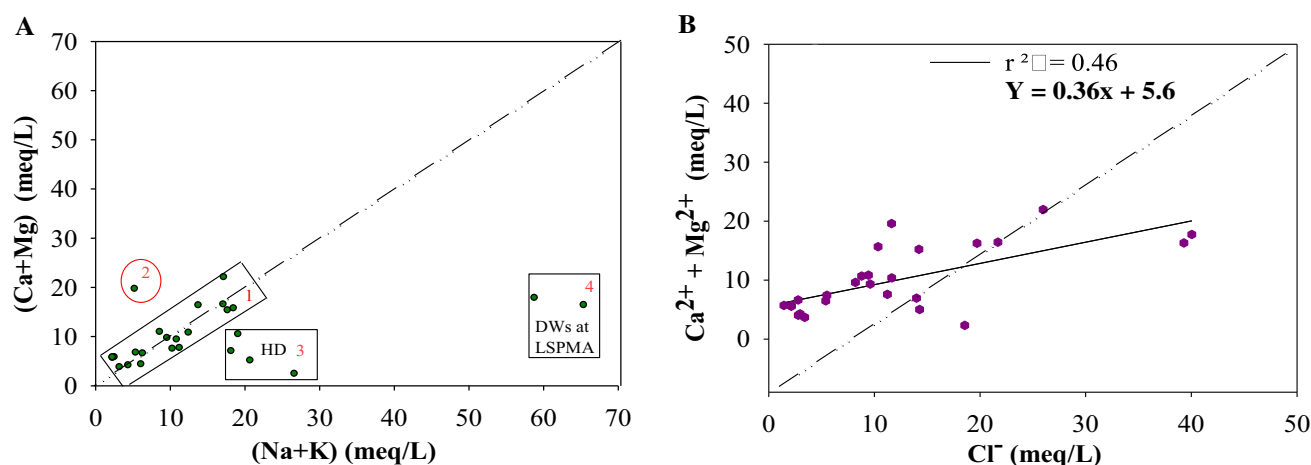 A
70
60
50
40
30
20
10
0
((Ca+Mg) (meq/L)
2
1
HD 3
4
DWs at
LSPMA
0 10 20 30 40 50 60 70
(Na+K) (meq/L)
B
50
40
30
20
10
0
Ca2+ + Mg2+ (meq/L)
r ²□= 0.46
Y = 0.36x + 5.6
0 10 20 30 40 50
Cl- (meq/L)